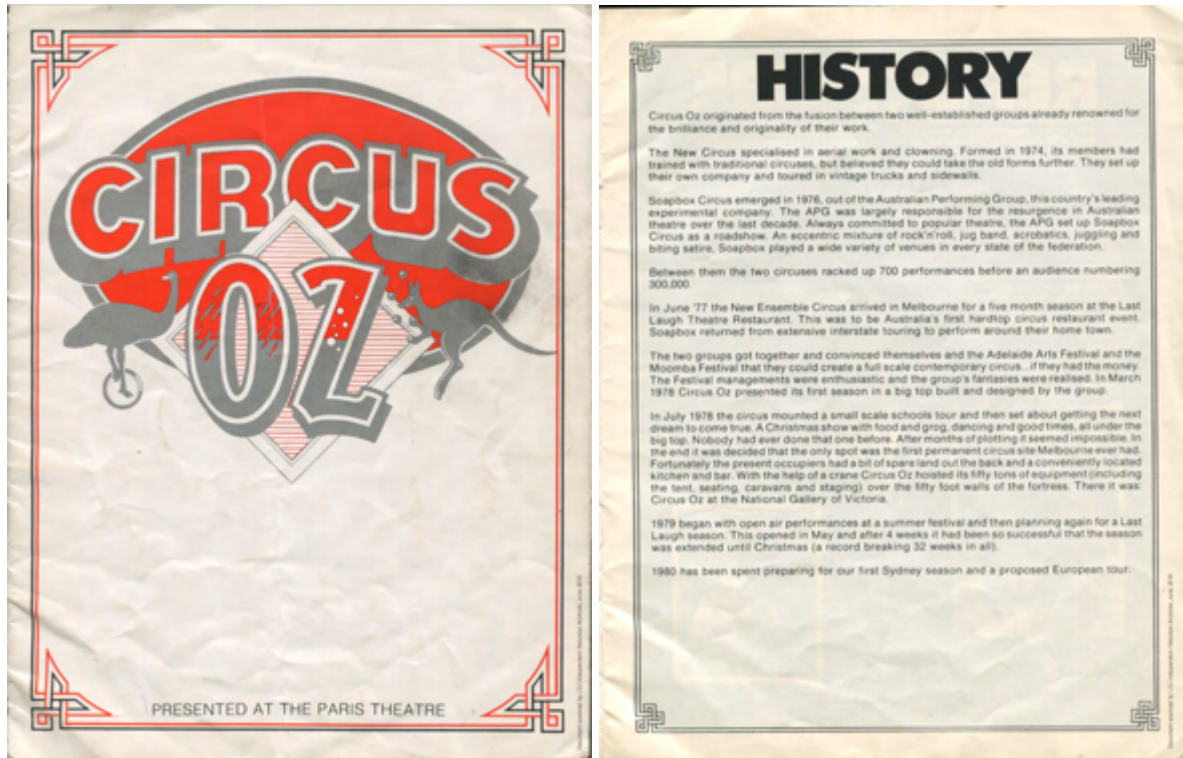 CIRCUS
OZ
PRESENTED AT THE PARIS THEATRE
HISTORY
Circus Oz originated from the fusion between two well-established groups already renowned for
the brilliance and originality of their work.
The New Circus specialised in aerial work and clowning. Formed in 1974, its members had
trained with traditional circuses, but believed they could take the old forms further. They set up
their own company and toured in vintage trucks and sidewalls.
Soapbox Circus emerged in 1976, out of the Australian Performing Group, this country's leading
experimental company. The APG was largely responsible for the resurgence in Australian
theatre over the last decade. Always committed to popular theatre, the APG set up Soapbox
Circus as a roadshow. An eccentric mixture of rock'n'roll, jug band, acrobatics, juggling and
biting satire, Soapbox played a wide variety of venues in every state of the federation.
Between them the two circuses racked up 700 performances before an audience numbering
300,000.
In June '77 the New Ensemble Circus arrived in Melbourne for a five month season at the Last
Laugh Theatre Restaurant. This was to be Australia's first hardtop circus restaurant event.
Soapbox returned from extensive interstate touring to perform around their home town.
The two groups got together and convinced themselves and the Adelaide Arts Festival and the
Moomba Festival that they could create a full scale contemporary circus...if they had the money.
The Festival managements were enthusiastic and the group's fantasies were realised. In March
1978 Circus Oz presented its first season in a big top built and designed by the group.
In July 1978 the circus mounted a small scale schools tour and then set about getting the next
dream to come true. A Christmas show with food and grog, dancing and good times, all under the
big top. Nobody had ever done that one before. After months of plotting it seemed impossible. In
the end it was decided that the only spot was the first permanent circus site Melbourne ever had.
Fortunately the present occupiers had a bit of spare land out the back and a conveniently located
kitchen and bar. With the help of a crane Circus Oz hoisted its fifty tons of equipment (including
the tent, seating, caravans and staging) over the fifty foot walls of the fortress. There it was:
Circus Oz at the National Gallery of Victoria.
1979 began with open air performances at a summer festival and then planning again for a Last
Laugh season. This opened in May and after 4 weeks it had been so successful that the season
was extended until Christmas (a record breaking 32 weeks in all).
1980 has been spent preparing for our first Sydney season and a proposed European tour.